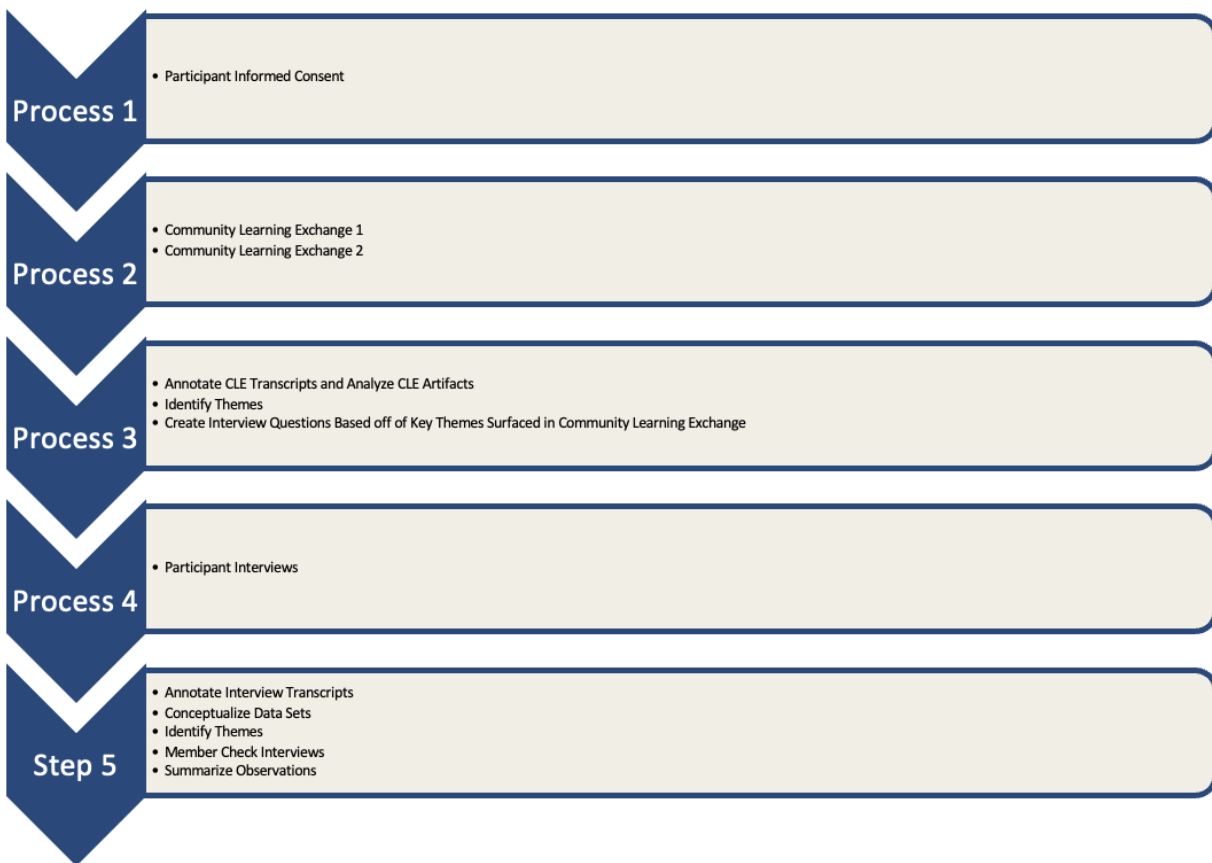 Process 1
• Participant Informed Consent
Process 2
• Community Learning Exchange 1
• Community Learning Exchange 2
Process 3
• Annotate CLE Transcripts and Analyze CLE Artifacts
• Identify Themes
• Create Interview Questions Based off of Key Themes Surfaced in Community Learning Exchange
Process 4
• Participant Interviews
Step 5
• Annotate Interview Transcripts
• Conceptualize Data Sets
• Identify Themes
• Member Check Interviews
• Summarize Observations